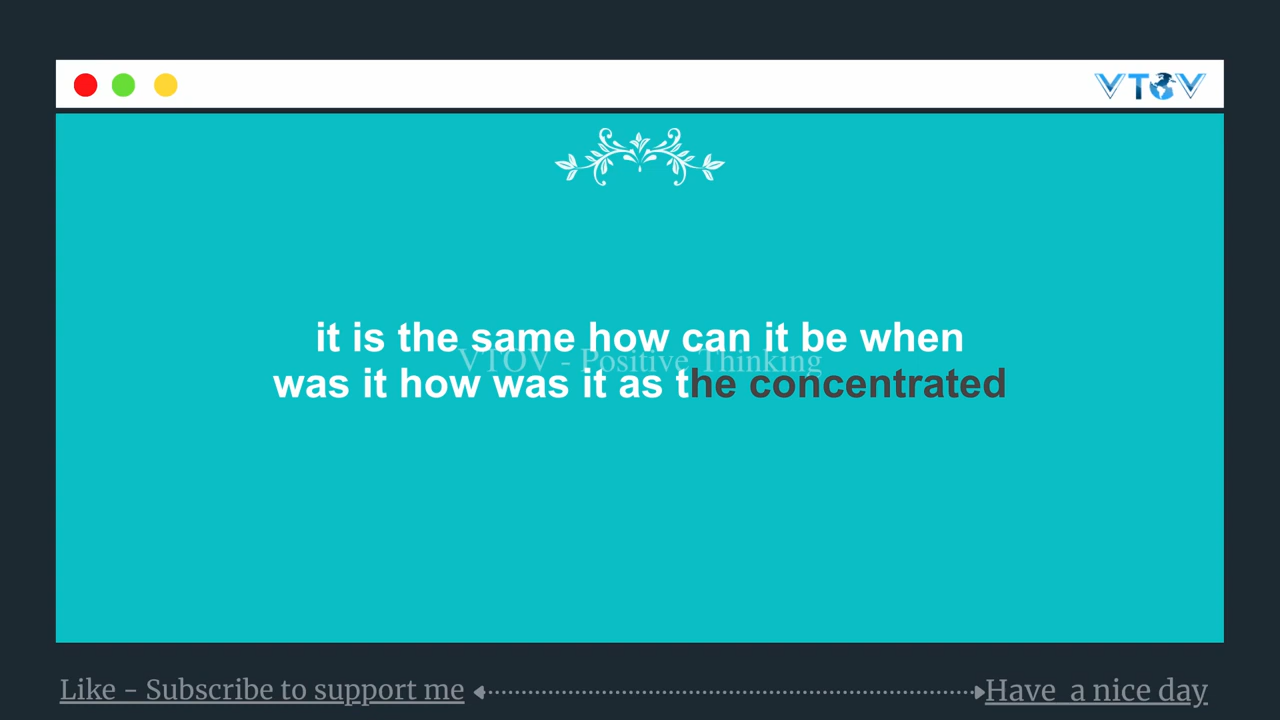 VTOV
it is the same how can it be when
VTOV - Positive Thinking
was it how was it as the concentrated
Like - Subscribe to support me
Have a nice day